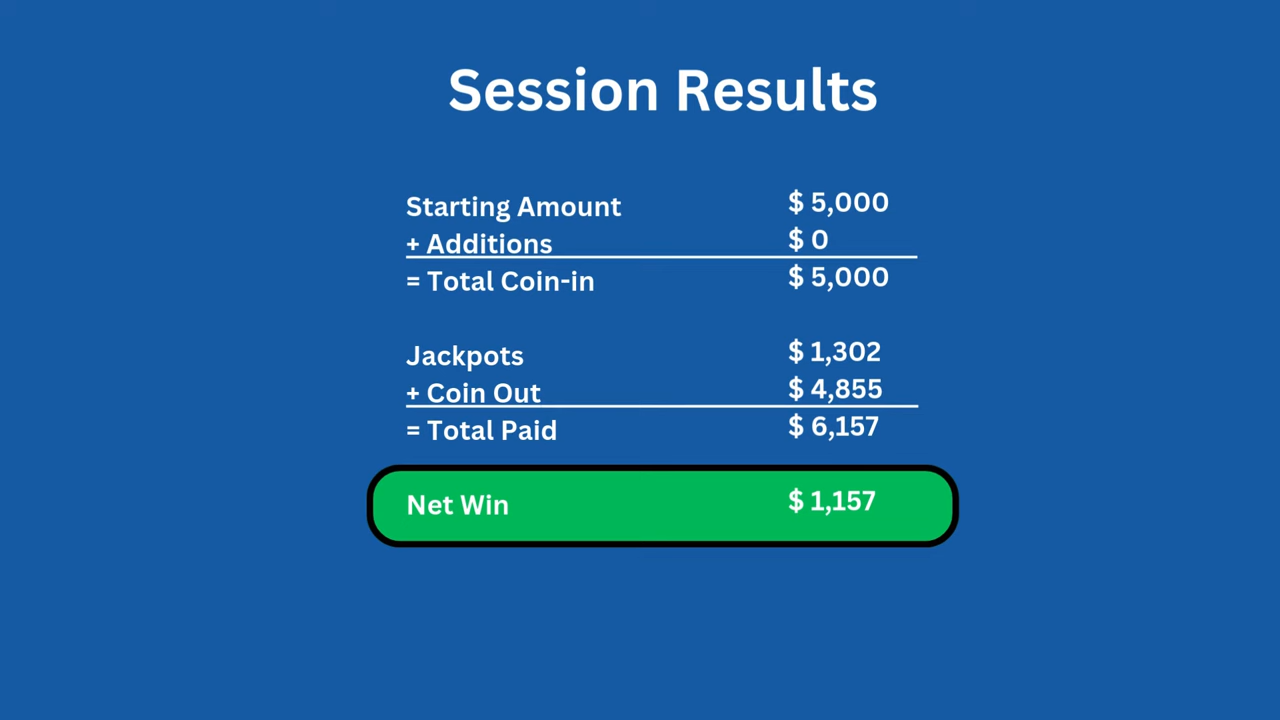 Session Results
Starting Amount $ 5,000
+ Additions $ 0
= Total Coin-in $ 5,000
Jackpots $ 1,302
+ Coin Out $ 4,855
= Total Paid $ 6,157
Net Win $ 1,157